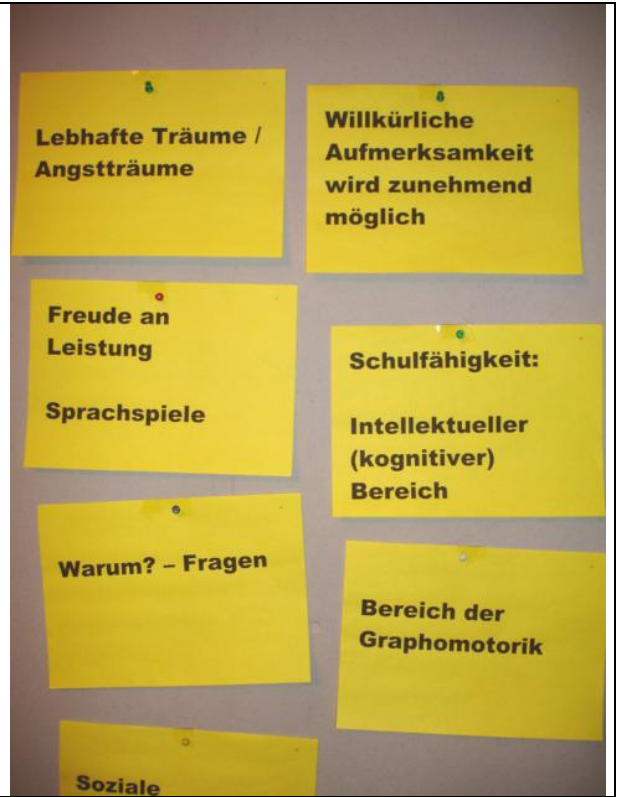 Lebhafte Träume /
Angstträume
Freude an
Leistung
Sprachspiele
Warum? – Fragen
Soziale
Willkürliche
Aufmerksamkeit
wird zunehmend
möglich
Schulfähigkeit:
Intellektueller
(kognitiver)
Bereich
Bereich der
Graphomotorik